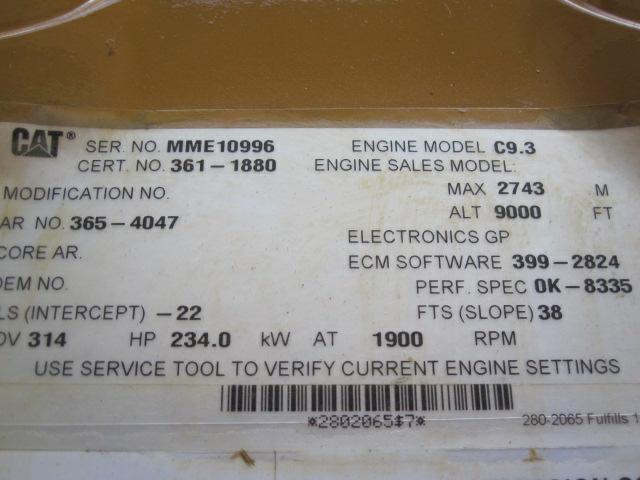 CAT® SER. NO. MME10996 ENGINE MODEL C9.3
CERT. NO. 361-1880 ENGINE SALES MODEL:
MODIFICATION NO. MAX 2743 M
AR NO. 365-4047 ALT 9000 FT
CORE AR. ELECTRONICS GP
OEM NO. ECM SOFTWARE 399-2824
PERF. SPEC 0K-8335
LS (INTERCEPT) -22 FTS (SLOPE) 38
OV 314 HP 234.0 kW AT 1900 RPM
USE SERVICE TOOL TO VERIFY CURRENT ENGINE SETTINGS
*2802065$7* 280-2065 Fulfills 1